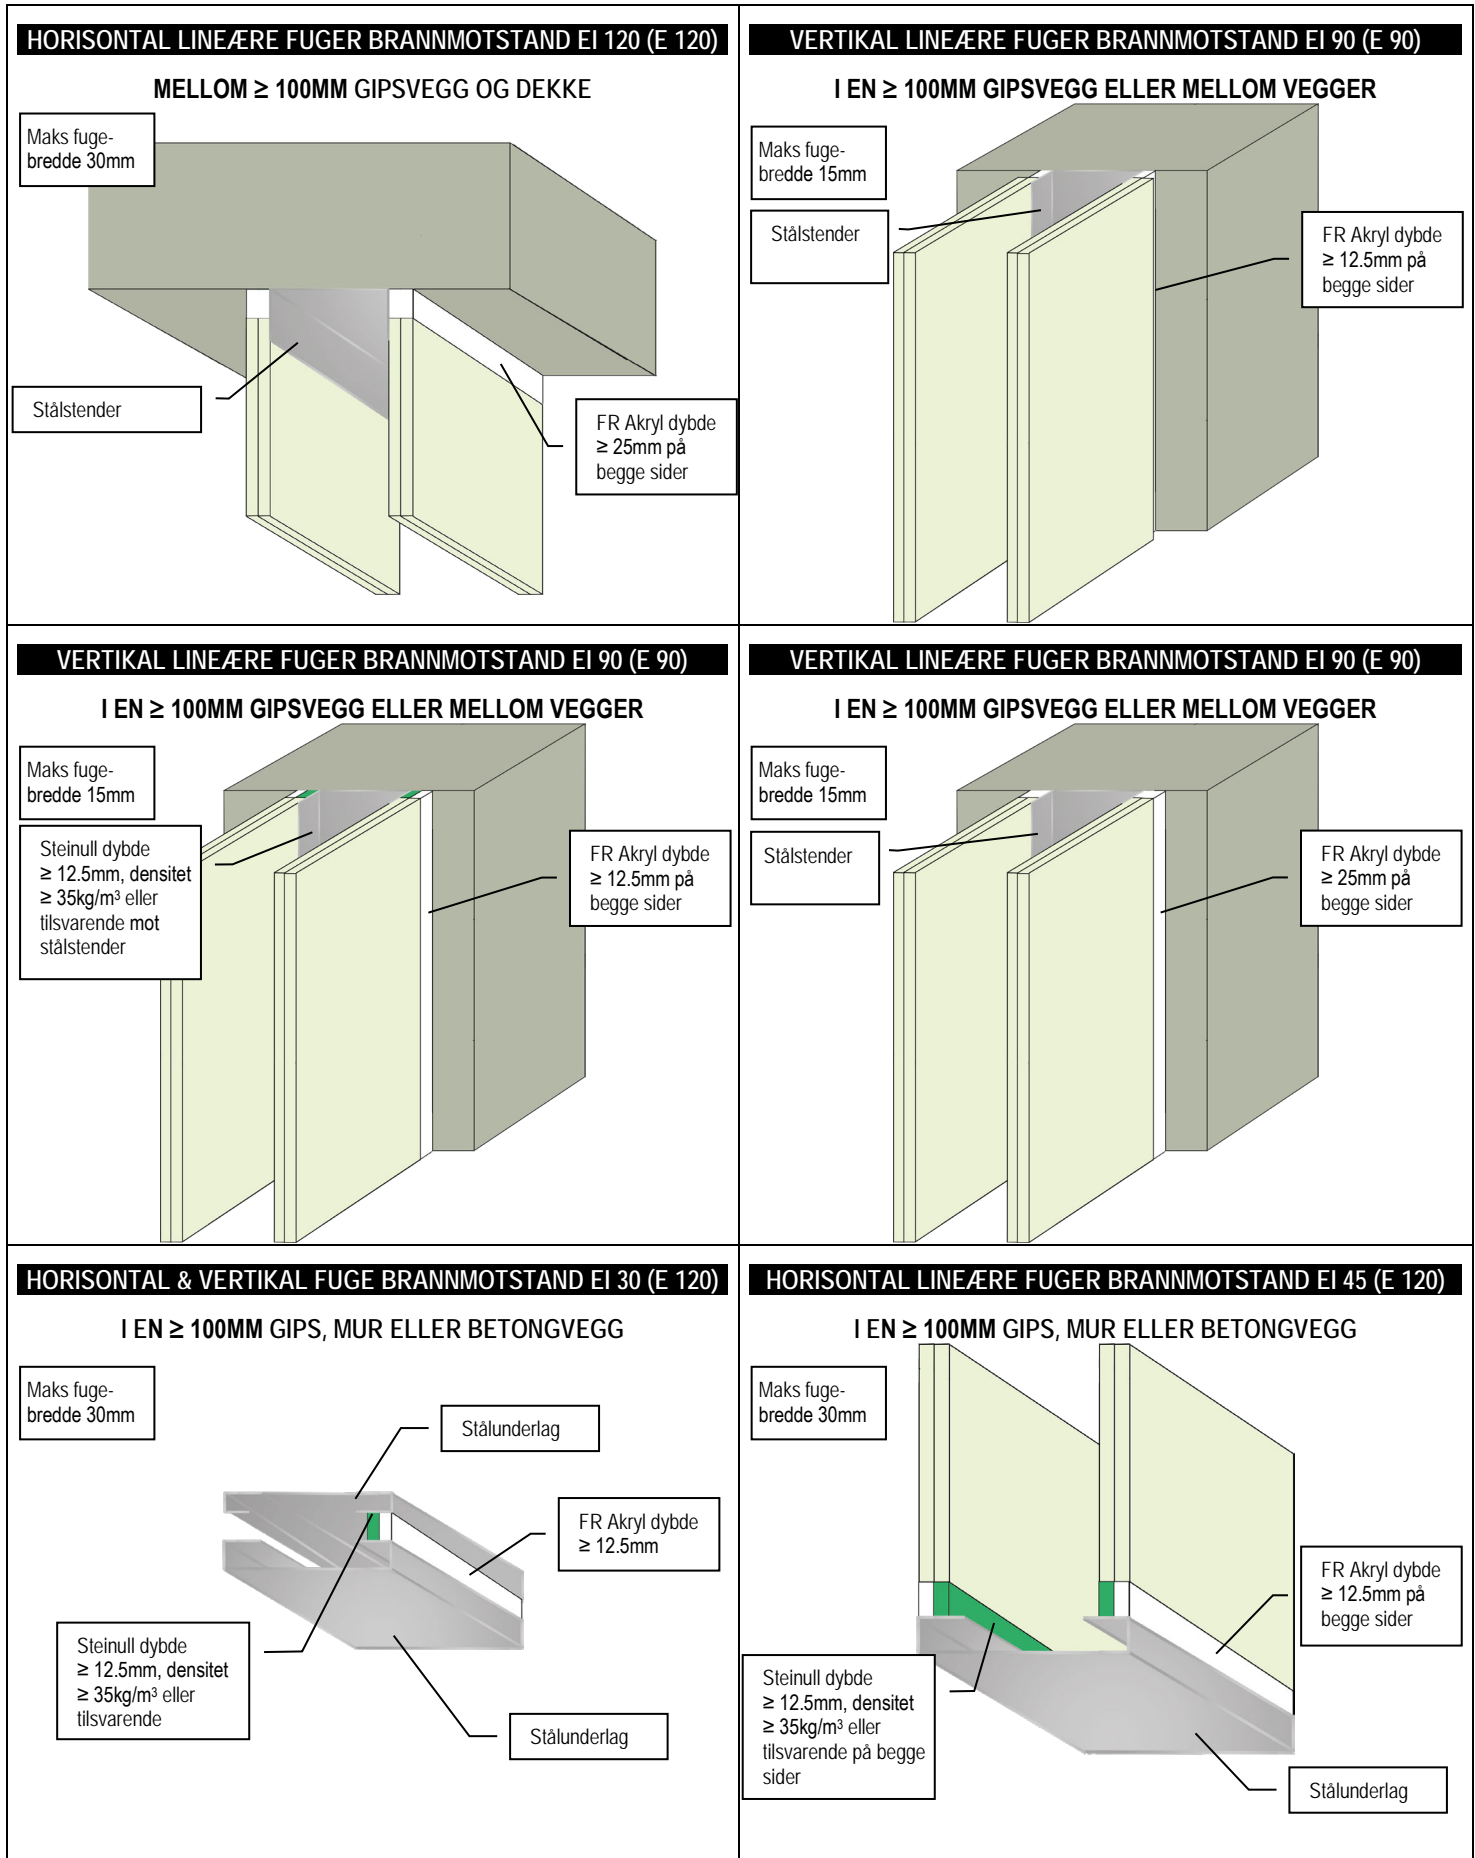 HORISONTAL LINEÆRE FUGER BRANNMOTSTAND EI 120 (E 120)
MELLOM ≥ 100MM GIPSVEGG OG DEKKE
Maks fuge-
bredde 30mm
Stålstender
FR Akryl dybde
≥ 25mm på
begge sider
VERTIKAL LINEÆRE FUGER BRANNMOTSTAND EI 90 (E 90)
I EN ≥ 100MM GIPSVEGG ELLER MELLOM VEGGER
Maks fuge-
bredde 15mm
Stålstender
FR Akryl dybde
≥ 12.5mm på
begge sider
VERTIKAL LINEÆRE FUGER BRANNMOTSTAND EI 90 (E 90)
I EN ≥ 100MM GIPSVEGG ELLER MELLOM VEGGER
Maks fuge-
bredde 15mm
Steinull dybde
≥ 12.5mm, densitet
≥ 35kg/m³ eller
tilsvarende mot
stålstender
FR Akryl dybde
≥ 12.5mm på
begge sider
VERTIKAL LINEÆRE FUGER BRANNMOTSTAND EI 90 (E 90)
I EN ≥ 100MM GIPSVEGG ELLER MELLOM VEGGER
Maks fuge-
bredde 15mm
Stålstender
FR Akryl dybde
≥ 25mm på
begge sider
HORISONTAL & VERTIKAL FUGE BRANNMOTSTAND EI 30 (E 120)
I EN ≥ 100MM GIPS, MUR ELLER BETONGVEGG
Maks fuge-
bredde 30mm
Stålunderlag
FR Akryl dybde
≥ 12.5mm
Steinull dybde
≥ 12.5mm, densitet
≥ 35kg/m³ eller
tilsvarende
Stålunderlag
HORISONTAL LINEÆRE FUGER BRANNMOTSTAND EI 45 (E 120)
I EN ≥ 100MM GIPS, MUR ELLER BETONGVEGG
Maks fuge-
bredde 30mm
FR Akryl dybde
≥ 12.5mm på
begge sider
Steinull dybde
≥ 12.5mm, densitet
≥ 35kg/m³ eller
tilsvarende på begge
sider
Stålunderlag